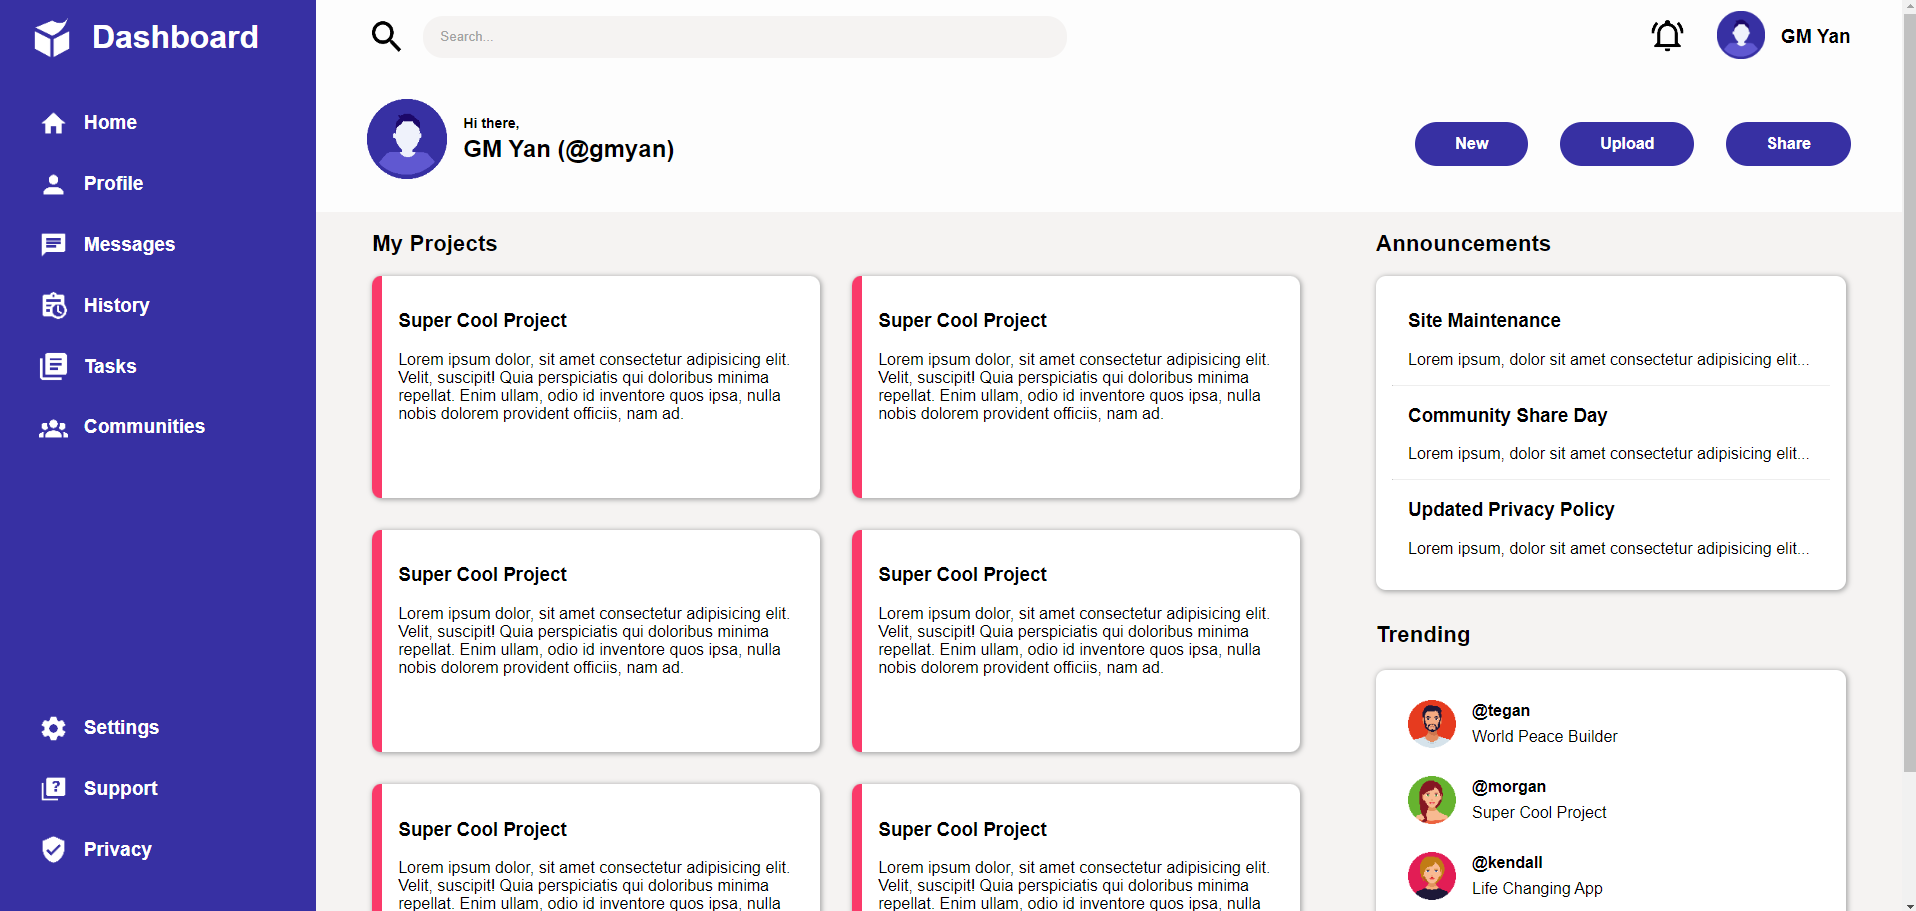 Dashboard
Home
Profile
Messages
History
Tasks
Communities
Settings
Support
Privacy
Search...
GM Yan
Hi there,
GM Yan (@gmyan)
New
Upload
Share
My Projects
Super Cool Project
Lorem ipsum dolor, sit amet consectetur adipisicing elit.
Velit, suscipit! Quia perspiciatis qui doloribus minima
repellat. Enim ullam, odio id inventore quos ipsa, nulla
nobis dolorem provident officiis, nam ad.
Super Cool Project
Lorem ipsum dolor, sit amet consectetur adipisicing elit.
Velit, suscipit! Quia perspiciatis qui doloribus minima
repellat. Enim ullam, odio id inventore quos ipsa, nulla
nobis dolorem provident officiis, nam ad.
Super Cool Project
Lorem ipsum dolor, sit amet consectetur adipisicing elit.
Velit, suscipit! Quia perspiciatis qui doloribus minima
repellat. Enim ullam, odio id inventore quos ipsa, nulla
nobis dolorem provident officiis, nam ad.
Super Cool Project
Lorem ipsum dolor, sit amet consectetur adipisicing elit.
Velit, suscipit! Quia perspiciatis qui doloribus minima
repellat. Enim ullam, odio id inventore quos ipsa, nulla
nobis dolorem provident officiis, nam ad.
Super Cool Project
Lorem ipsum dolor, sit amet consectetur adipisicing elit.
Velit, suscipit! Quia perspiciatis qui doloribus minima
repellat. Enim ullam, odio id inventore quos ipsa, nulla
Super Cool Project
Lorem ipsum dolor, sit amet consectetur adipisicing elit.
Velit, suscipit! Quia perspiciatis qui doloribus minima
repellat. Enim ullam, odio id inventore quos ipsa, nulla
Announcements
Site Maintenance
Lorem ipsum, dolor sit amet consectetur adipisicing elit...
Community Share Day
Lorem ipsum, dolor sit amet consectetur adipisicing elit...
Updated Privacy Policy
Lorem ipsum, dolor sit amet consectetur adipisicing elit...
Trending
@tegan
World Peace Builder
@morgan
Super Cool Project
@kendall
Life Changing App